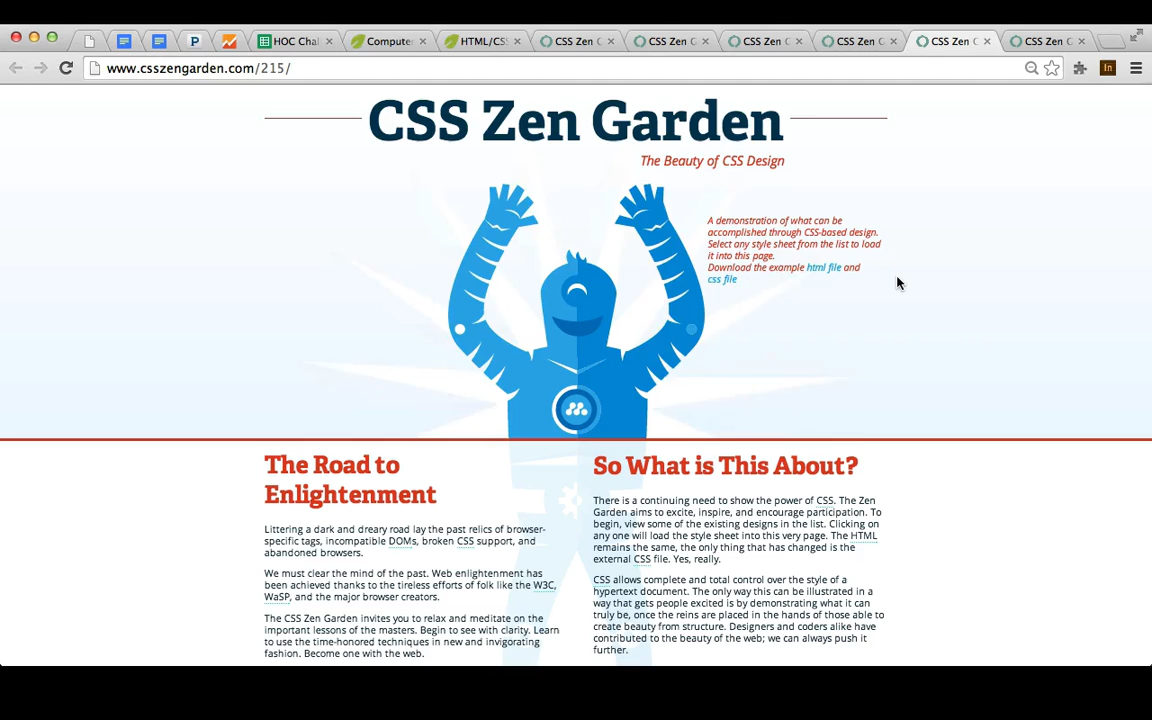 HOC Chal
Computer
HTML/CSS
CSS Zen G
CSS Zen G
CSS Zen G
CSS Zen G
CSS Zen G
CSS Zen G
www.csszengarden.com/215/
In
CSS Zen Garden
The Beauty of CSS Design
A demonstration of what can be
accomplished through CSS-based design.
Select any style sheet from the list to load
it into this page.
Download the example html file and
css file
The Road to
Enlightenment
Littering a dark and dreary road lay the past relics of browser-
specific tags, incompatible DOMs, broken CSS support, and
abandoned browsers.
We must clear the mind of the past. Web enlightenment has
been achieved thanks to the tireless efforts of folk like the W3C,
WaSP, and the major browser creators.
The CSS Zen Garden invites you to relax and meditate on the
important lessons of the masters. Begin to see with clarity. Learn
to use the time-honored techniques in new and invigorating
fashion. Become one with the web.
So What is This About?
There is a continuing need to show the power of CSS. The Zen
Garden aims to excite, inspire, and encourage participation. To
begin, view some of the existing designs in the list. Clicking on
any one will load the style sheet into this very page. The HTML
remains the same, the only thing that has changed is the
external CSS file. Yes, really.
CSS allows complete and total control over the style of a
hypertext document. The only way this can be illustrated in a
way that gets people excited is by demonstrating what it can
truly be, once the reins are placed in the hands of those able to
create beauty from structure. Designers and coders alike have
contributed to the beauty of the web; we can always push it
further.